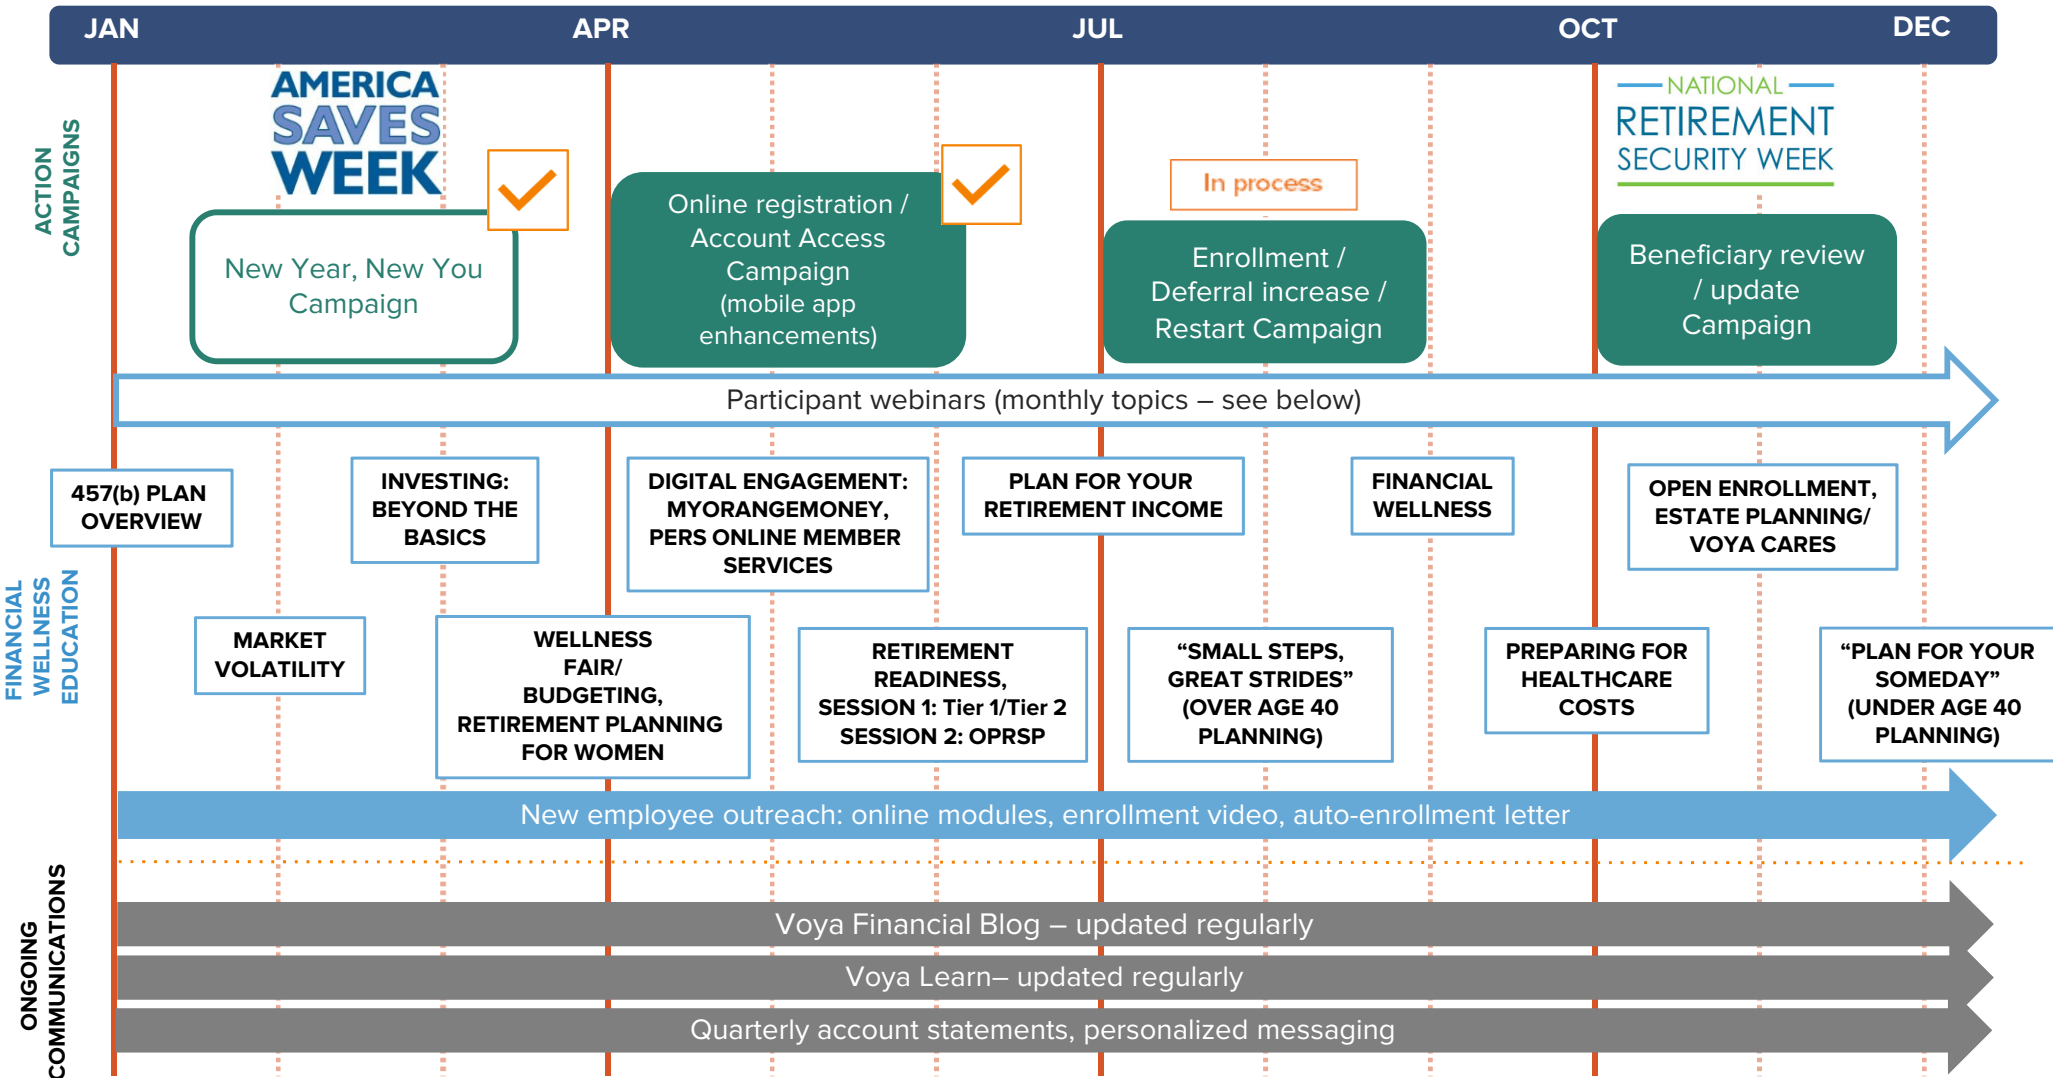 JAN
APR
JUL
OCT
DEC
ACTION
CAMPAIGNS
AMERICA
SAVES
WEEK
NATIONAL
RETIREMENT
SECURITY WEEK
New Year, New You
Campaign
Online registration /
Account Access
Campaign
(mobile app
enhancements)
In process
Enrollment /
Deferral increase /
Restart Campaign
Beneficiary review
/ update
Campaign
Participant webinars (monthly topics – see below)
FINANCIAL
WELLNESS
EDUCATION
457(b) PLAN
OVERVIEW
INVESTING:
BEYOND THE
BASICS
DIGITAL ENGAGEMENT:
MYORANGEMONEY,
PERS ONLINE MEMBER
SERVICES
PLAN FOR YOUR
RETIREMENT INCOME
FINANCIAL
WELLNESS
OPEN ENROLLMENT,
ESTATE PLANNING/
VOYA CARES
MARKET
VOLATILITY
WELLNESS
FAIR/
BUDGETING,
RETIREMENT PLANNING
FOR WOMEN
RETIREMENT
READINESS,
SESSION 1: Tier 1/Tier 2
SESSION 2: OPRSP
“SMALL STEPS,
GREAT STRIDES”
(OVER AGE 40
PLANNING)
PREPARING FOR
HEALTHCARE
COSTS
“PLAN FOR YOUR
SOMEDAY”
(UNDER AGE 40
PLANNING)
New employee outreach: online modules, enrollment video, auto-enrollment letter
ONGOING
COMMUNICATIONS
Voya Financial Blog – updated regularly
Voya Learn– updated regularly
Quarterly account statements, personalized messaging